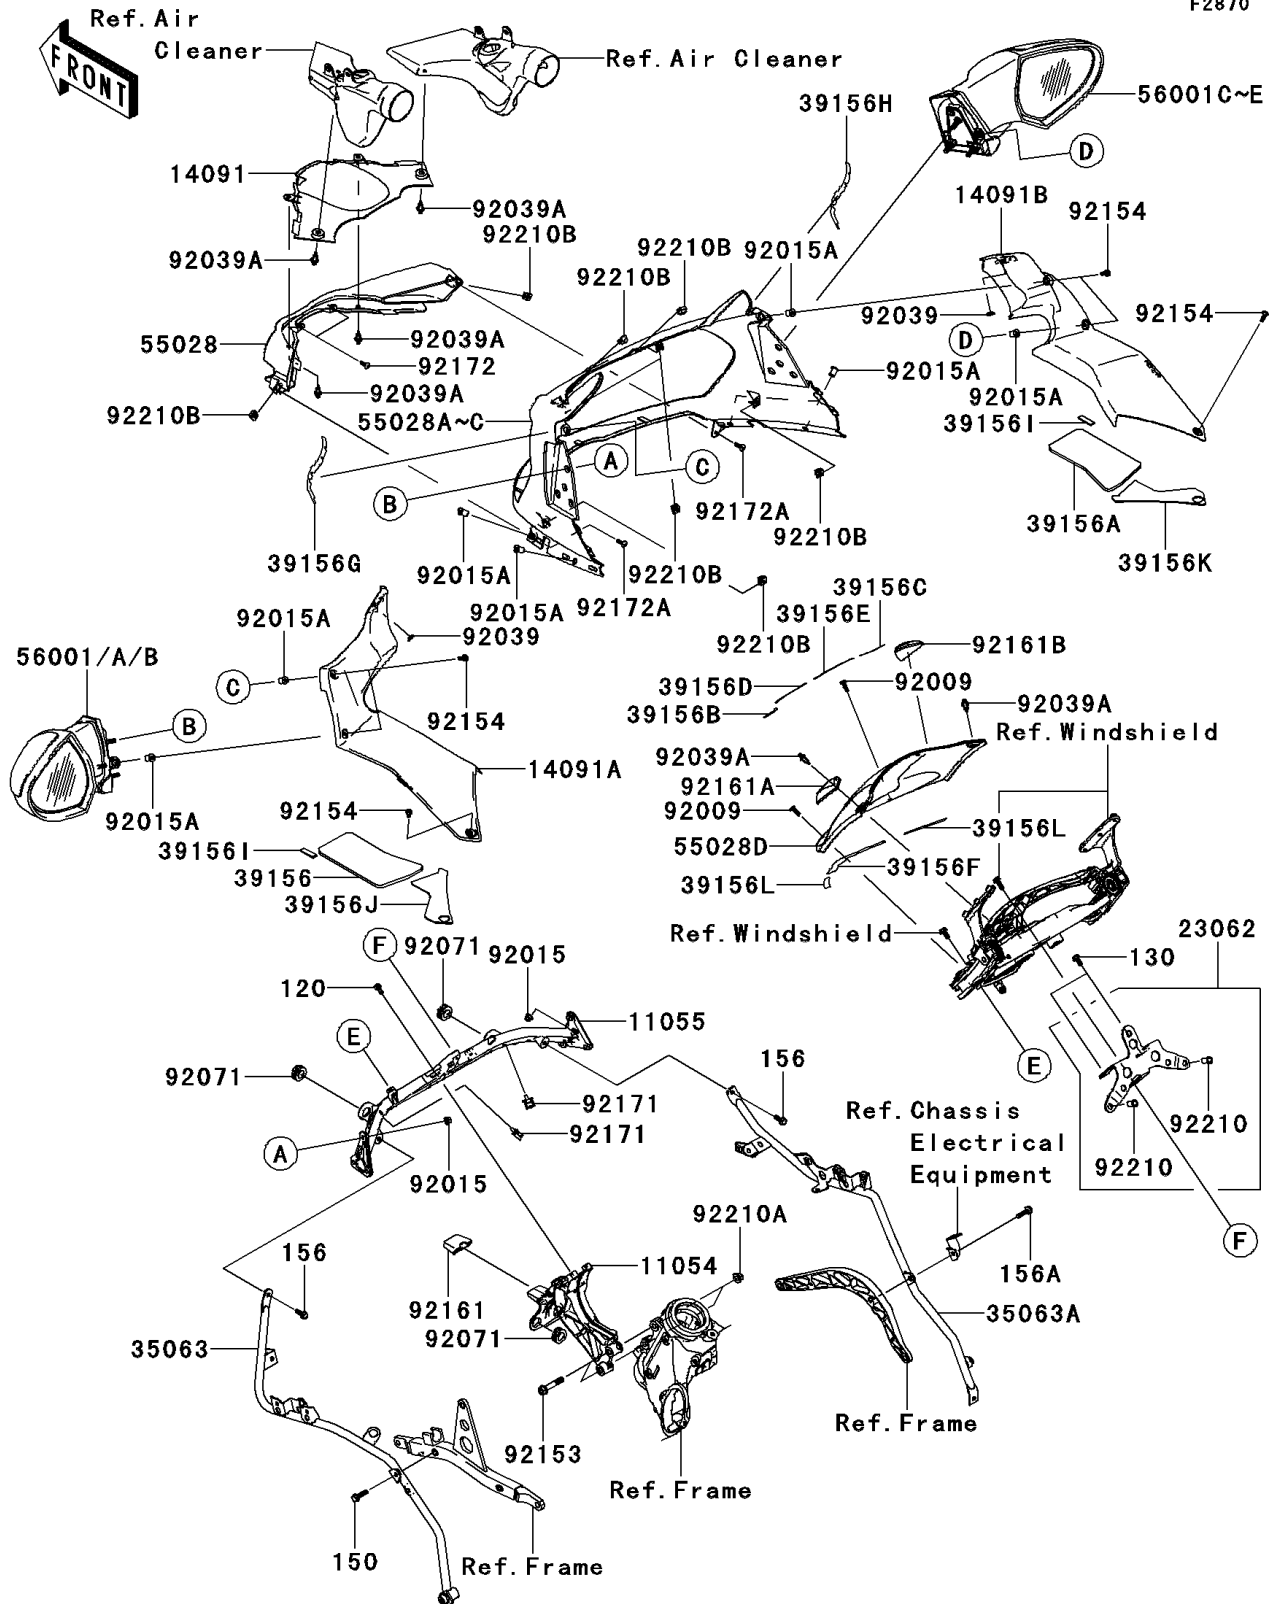 F2870
Ref. Air
Cleaner
FRONT
Ref. Air Cleaner
39156H
56001C~E
D
14091
14091B
92154
92039A
92210B
92210B
92015A
92210B
92039A
92039
92154
D
55028
92039A
92172
92015A
92015A
92039A
39156I
92210B
55028A~C
A
C
B
92172A
39156A
92210B
39156G
39156K
92015A
92210B
39156C
92015A
92172A
39156E
92015A
92039
92210B
92161B
56001/A/B
C
39156D
92009
92039A
B
92154
39156B
Ref. Windshield
92039A
14091A
92161A
92154
92009
92015A
39156L
39156I
55028D
39156
39156F
39156J
39156L
F
92071
92015
Ref. Windshield
23062
130
120
11055
E
156
E
92071
92171
Ref. Chassis
Electrical
Equipment
92171
92210
A
92015
92210
92210A
F
156
11054
156A
92161
35063A
92071
35063
Ref. Frame
92153
Ref. Frame
150
Ref. Frame